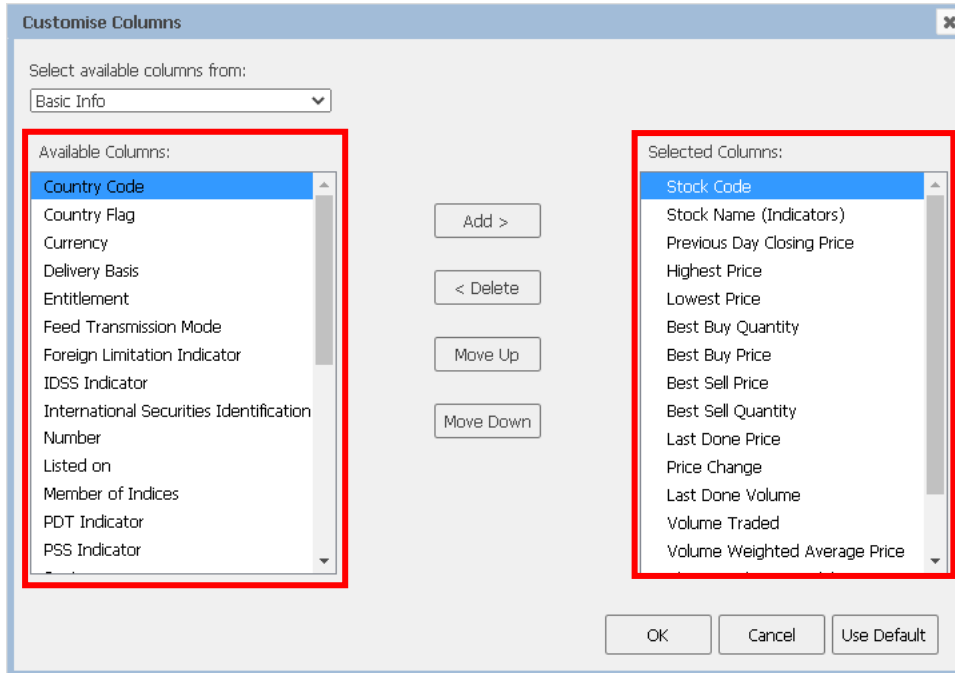 Customise Columns
Select available columns from:
Basic Info
Available Columns:
Country Code
Country Flag
Currency
Delivery Basis
Entitlement
Feed Transmission Mode
Foreign Limitation Indicator
IDSS Indicator
International Securities Identification
Number
Listed on
Member of Indices
PDT Indicator
PSS Indicator
Add >
< Delete
Move Up
Move Down
Selected Columns:
Stock Code
Stock Name (Indicators)
Previous Day Closing Price
Highest Price
Lowest Price
Best Buy Quantity
Best Buy Price
Best Sell Price
Best Sell Quantity
Last Done Price
Price Change
Last Done Volume
Volume Traded
Volume Weighted Average Price
OK
Cancel
Use Default